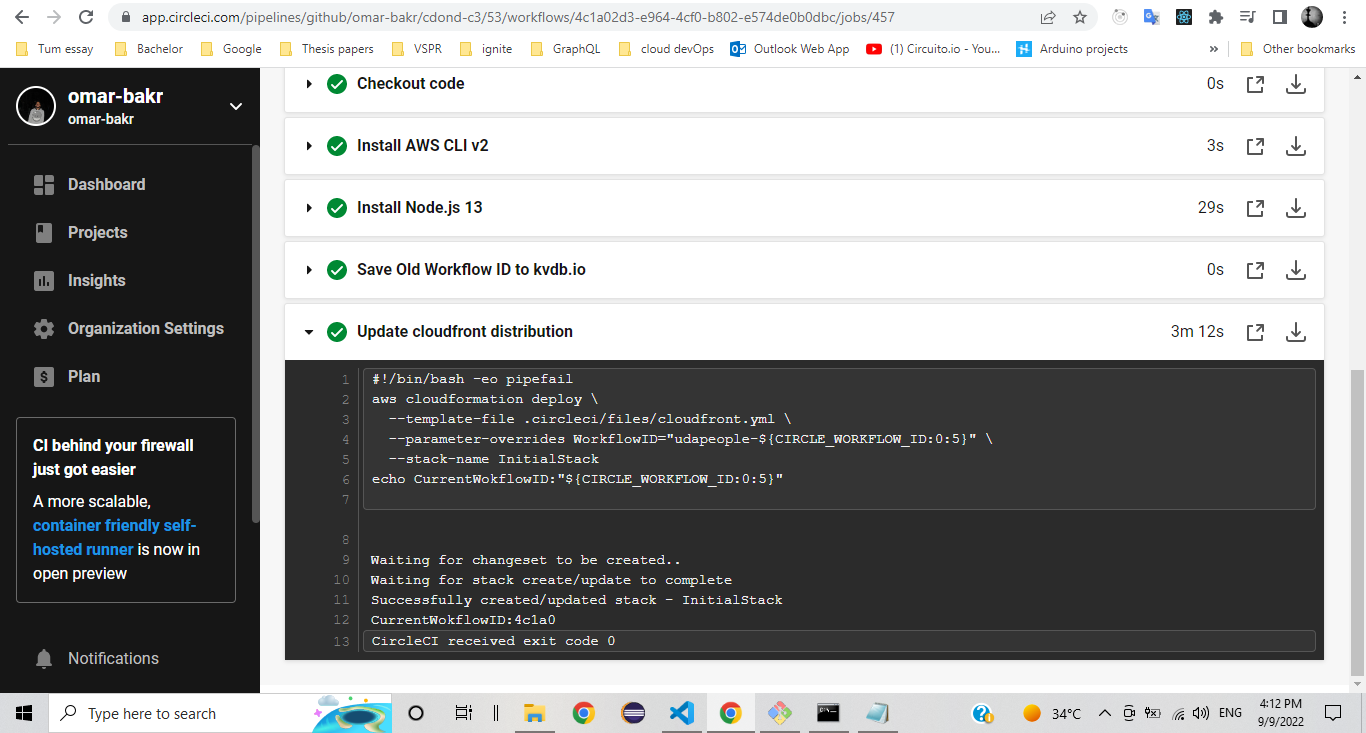 app.circleci.com/pipelines/github/omar-bakr/cdond-c3/53/workflows/4c1a02d3-e964-4cf0-b802-e574de0b0dbc/jobs/457
Tum essay
Bachelor
Google
Thesis papers
VSPR
ignite
GraphQL
cloud devOps
Outlook Web App
(1) Circuito.io - You...
Arduino projects
»
Other bookmarks
omar-bakr
omar-bakr
Dashboard
Projects
Insights
Organization Settings
Plan
CI behind your firewall
just got easier
A more scalable,
container friendly self-
hosted runner is now in
open preview
Notifications
Checkout code 0s
Install AWS CLI v2 3s
Install Node.js 13 29s
Save Old Workflow ID to kvdb.io 0s
Update cloudfront distribution 3m 12s
1 #!/bin/bash -eo pipefail
2 aws cloudformation deploy \
3 --template-file .circleci/files/cloudfront.yml \
4 --parameter-overrides WorkflowID="udapeople-${CIRCLE_WORKFLOW_ID:0:5}" \
5 --stack-name InitialStack
6 echo CurrentWokflowID:"${CIRCLE_WORKFLOW_ID:0:5}"
7
8
9 Waiting for changeset to be created..
10 Waiting for stack create/update to complete
11 Successfully created/updated stack - InitialStack
12 CurrentWokflowID:4c1a0
13 CircleCI received exit code 0
Type here to search
34°C
ENG
4:12 PM
9/9/2022